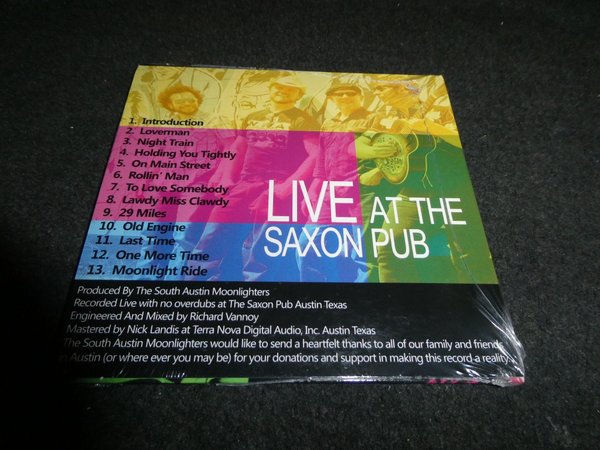 1. Introduction
2. Loverman
3. Night Train
4. Holding You Tightly
5. On Main Street
6. Rollin' Man
7. To Love Somebody
8. Lawdy Miss Clawdy
9. 29 Miles
10. Old Engine
11. Last Time
12. One More Time
13. Moonlight Ride
LIVE AT THE
SAXON PUB
Produced By The South Austin Moonlighters
Recorded Live with no overdubs at The Saxon Pub Austin Texas
Engineered And Mixed by Richard Vannoy
Mastered by Nick Landis at Terra Nova Digital Audio, Inc. Austin Texas
The South Austin Moonlighters would like to send a heartfelt thanks to all of our family and friends
in Austin (or where ever you may be) for your donations and support in making this record a reality.